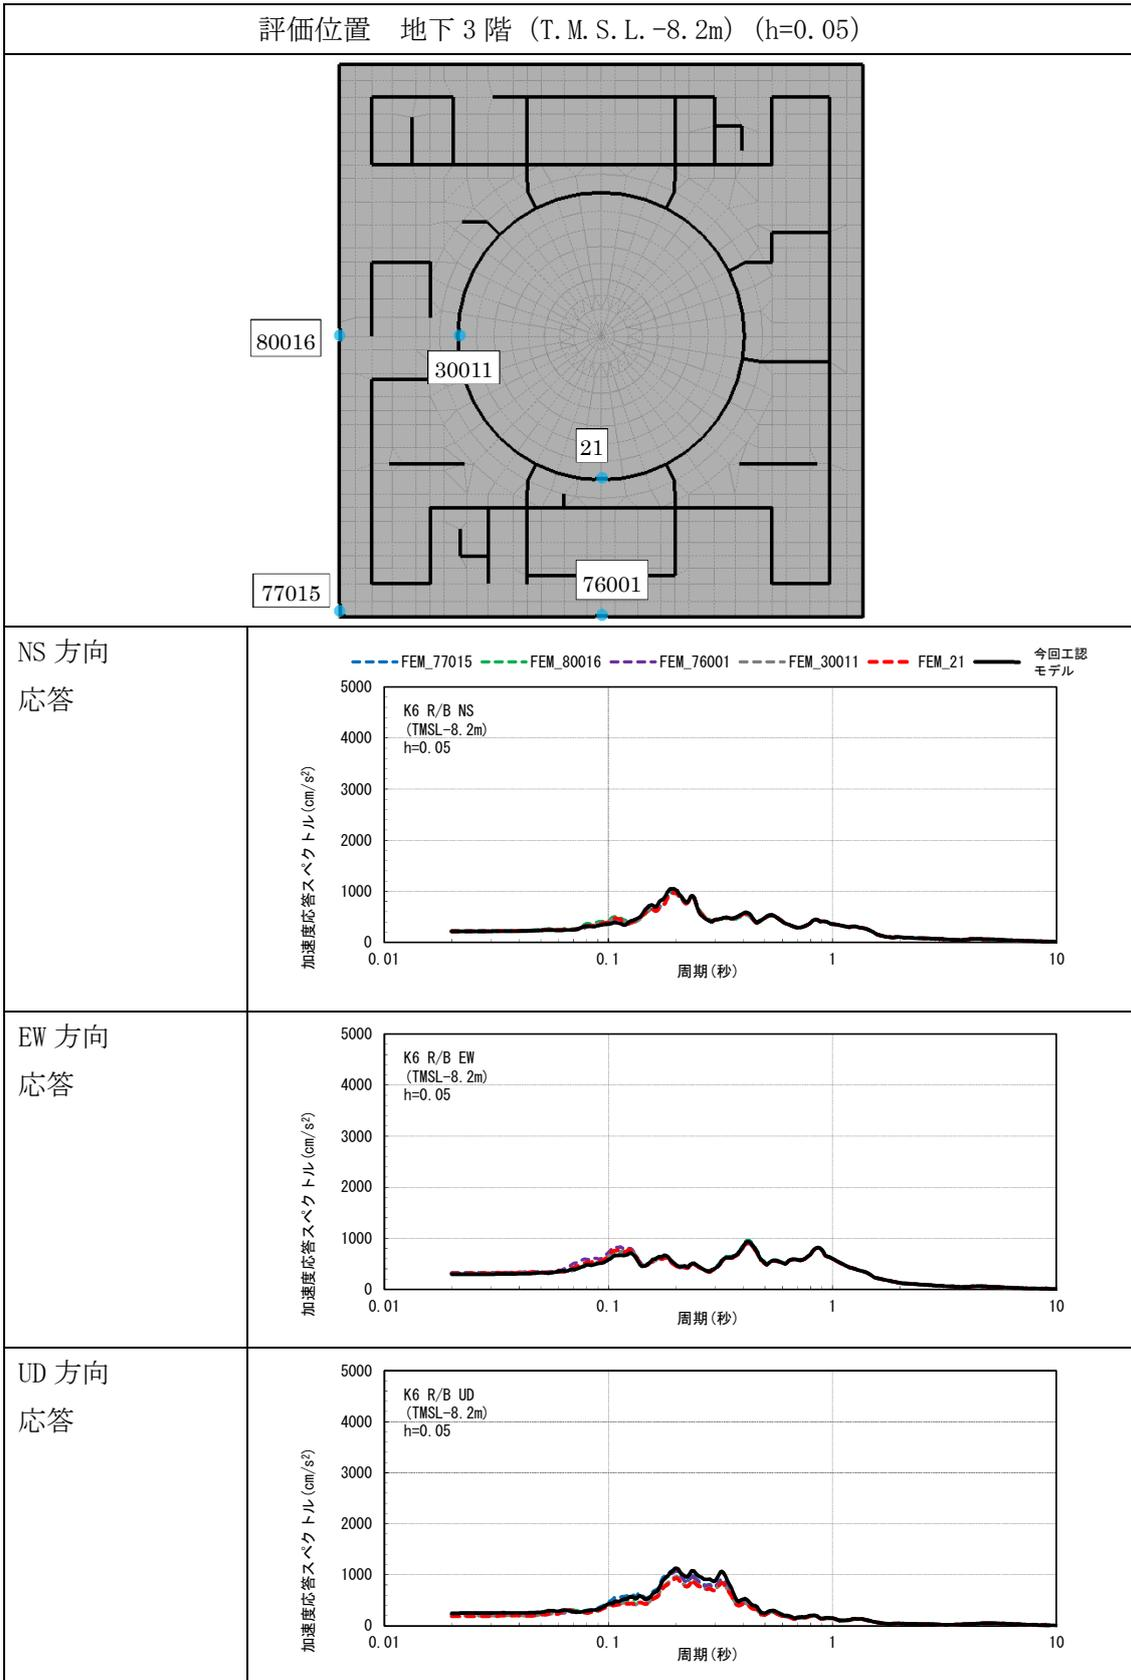 評価位置　地下3階 (T.M.S.L.-8.2m) (h=0.05)
80016
30011
21
77015
76001
NS 方向
応答
FEM_77015 FEM_80016 FEM_76001 FEM_30011 FEM_21 今回工認
モデル
K6 R/B NS
(TMSL-8.2m)
h=0.05
加速度応答スペクトル(cm/s²)
5000
4000
3000
2000
1000
0
0.01 0.1 1 10
周期(秒)
EW 方向
応答
K6 R/B EW
(TMSL-8.2m)
h=0.05
加速度応答スペクトル(cm/s²)
5000
4000
3000
2000
1000
0
0.01 0.1 1 10
周期(秒)
UD 方向
応答
K6 R/B UD
(TMSL-8.2m)
h=0.05
加速度応答スペクトル(cm/s²)
5000
4000
3000
2000
1000
0
0.01 0.1 1 10
周期(秒)